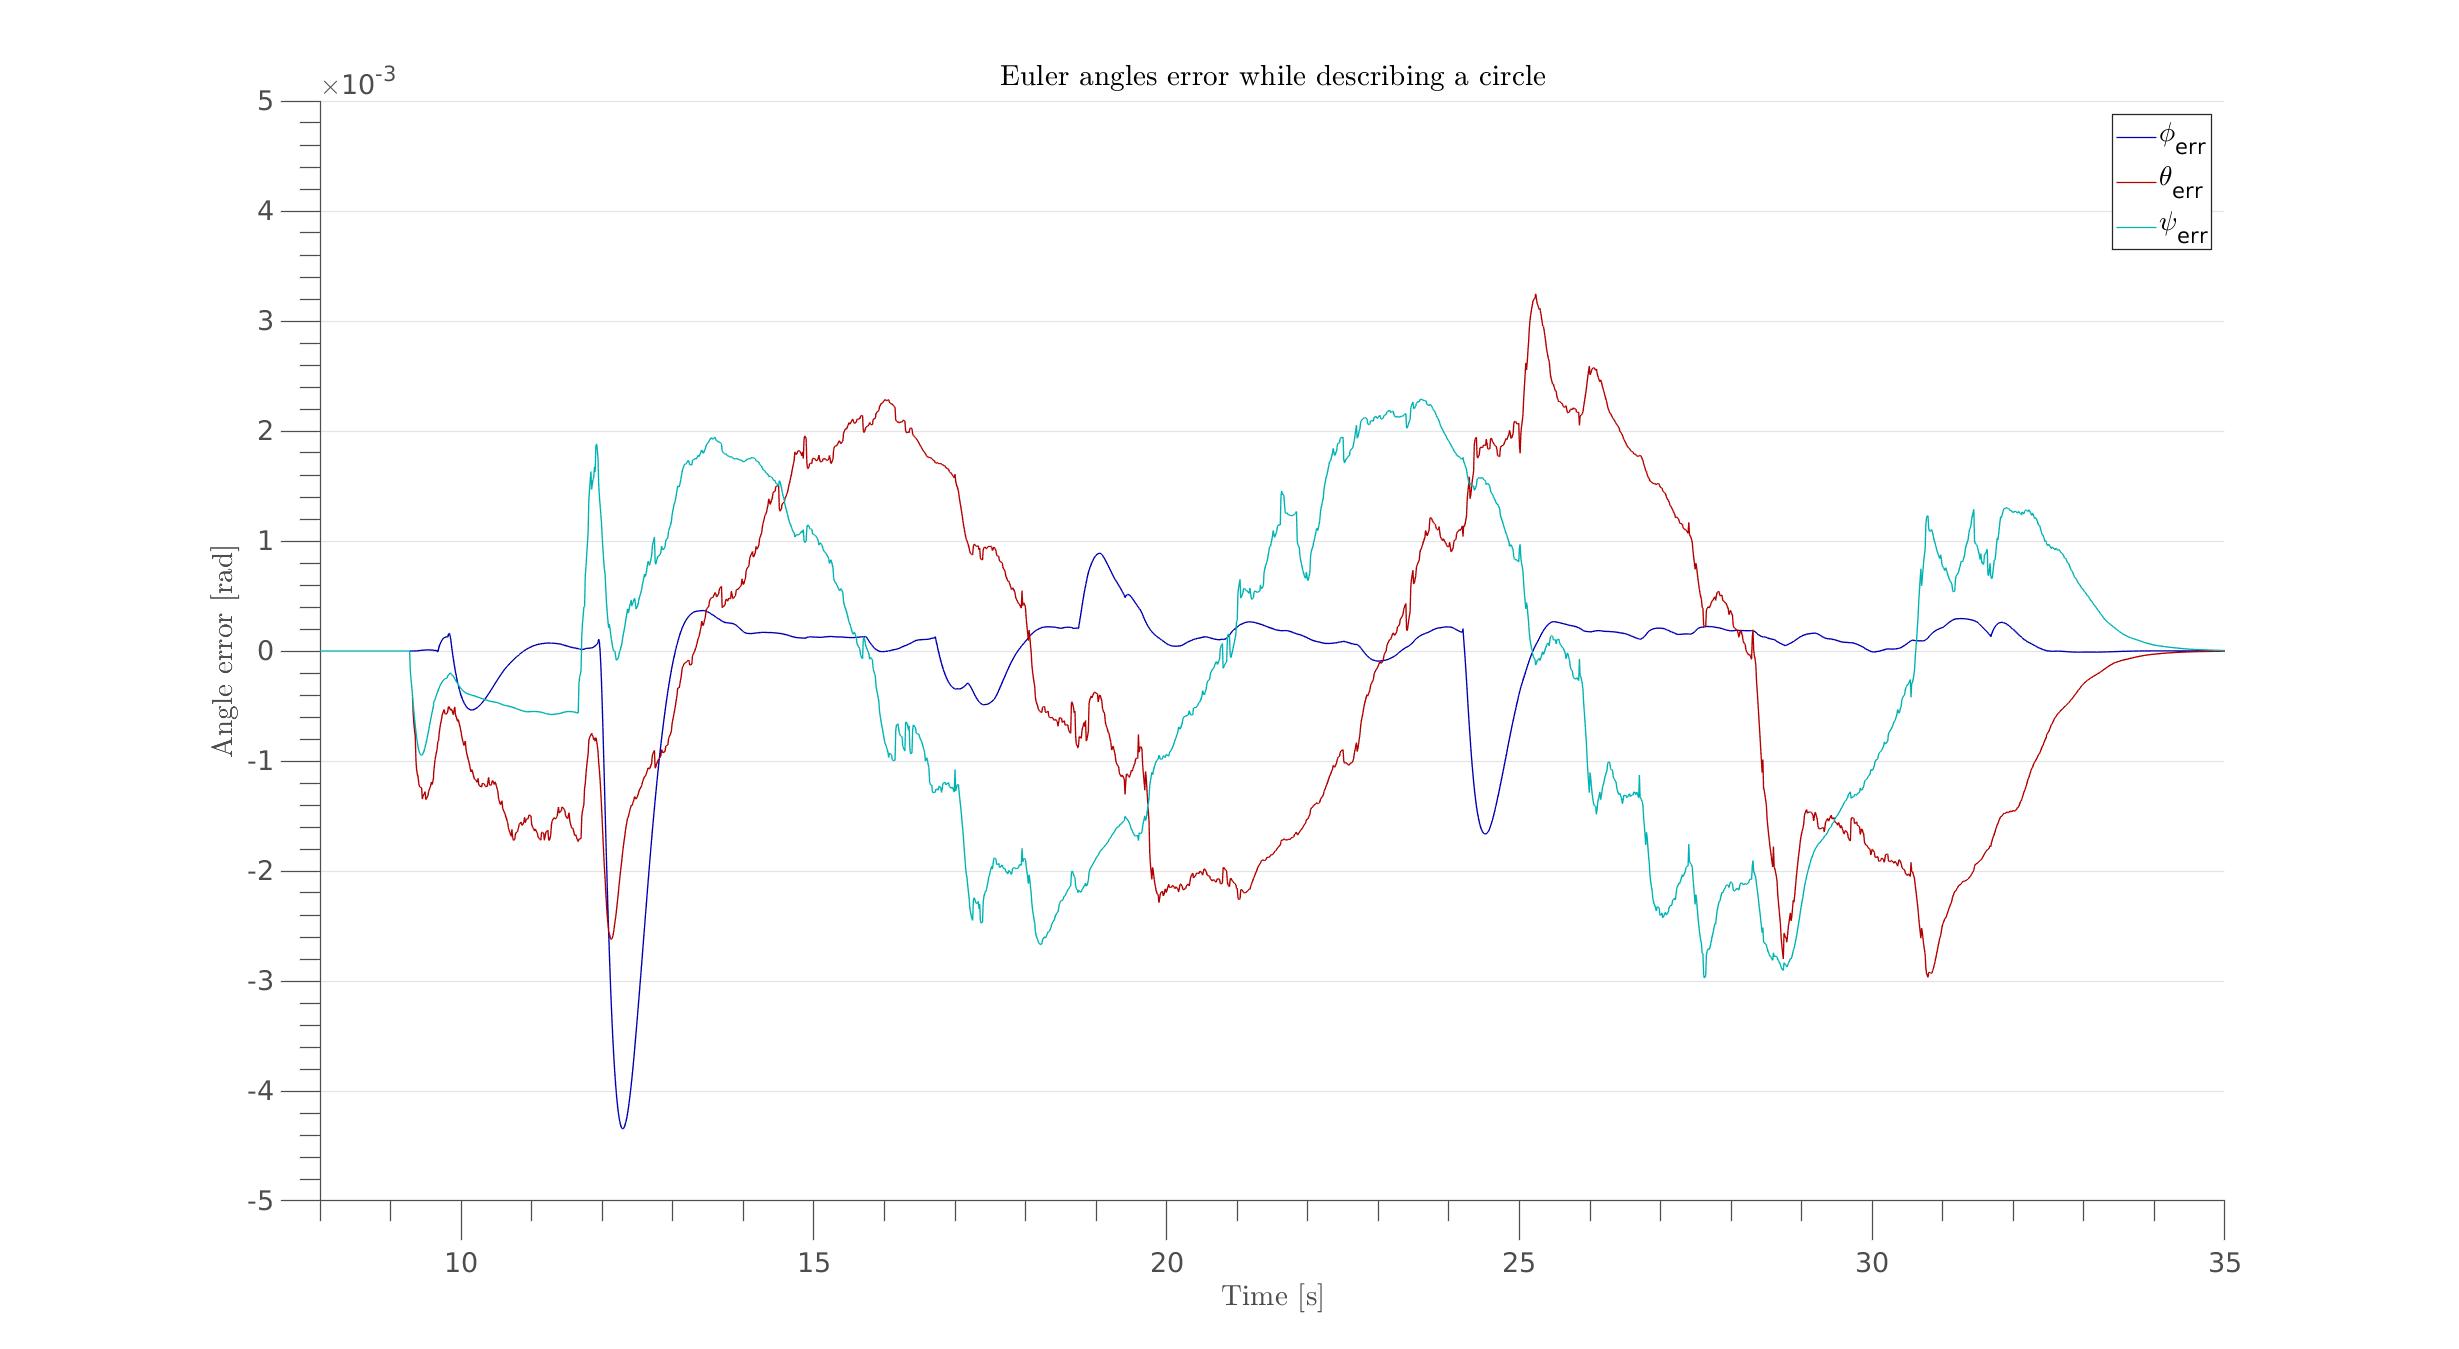 Euler angles error while describing a circle
×10-3
5
4
3
2
1
0
-1
-2
-3
-4
-5
Angle error [rad]
10 15 20 25 30 35
Time [s]
ϕerr
θerr
ψerr